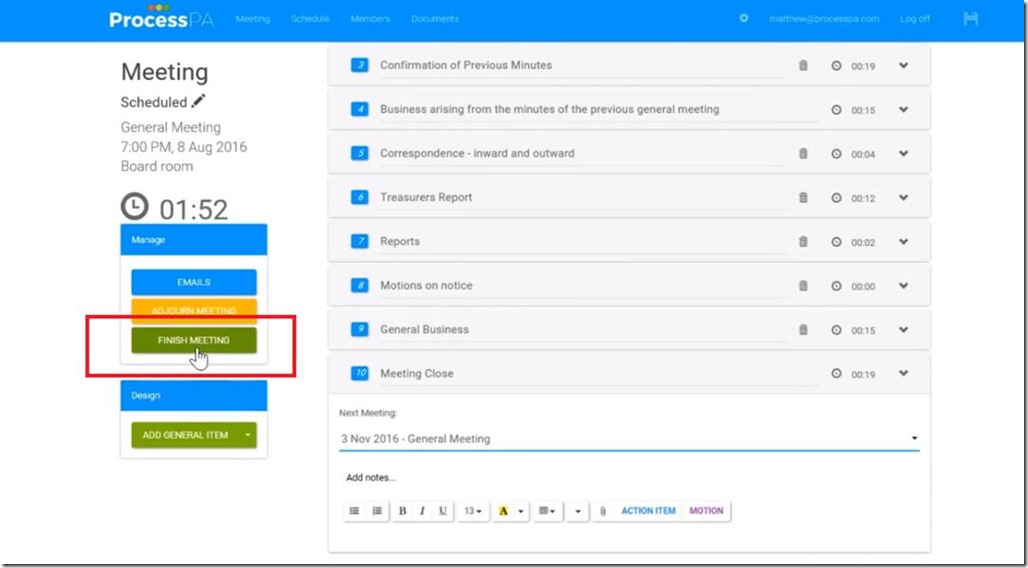 ProcessPA Meeting Schedule Members Documents matthew@processpa.com Log off
Meeting
Scheduled
General Meeting
7:00 PM, 8 Aug 2016
Board room
01:52
Manage
EMAILS
ADJOURN MEETING
FINISH MEETING
Design
ADD GENERAL ITEM
3 Confirmation of Previous Minutes 00:19
4 Business arising from the minutes of the previous general meeting 00:15
5 Correspondence - inward and outward 00:04
6 Treasurers Report 00:12
7 Reports 00:02
8 Motions on notice 00:00
9 General Business 00:15
10 Meeting Close 00:19
Next Meeting:
3 Nov 2016 - General Meeting
Add notes...
B I U 13 A ACTION ITEM MOTION